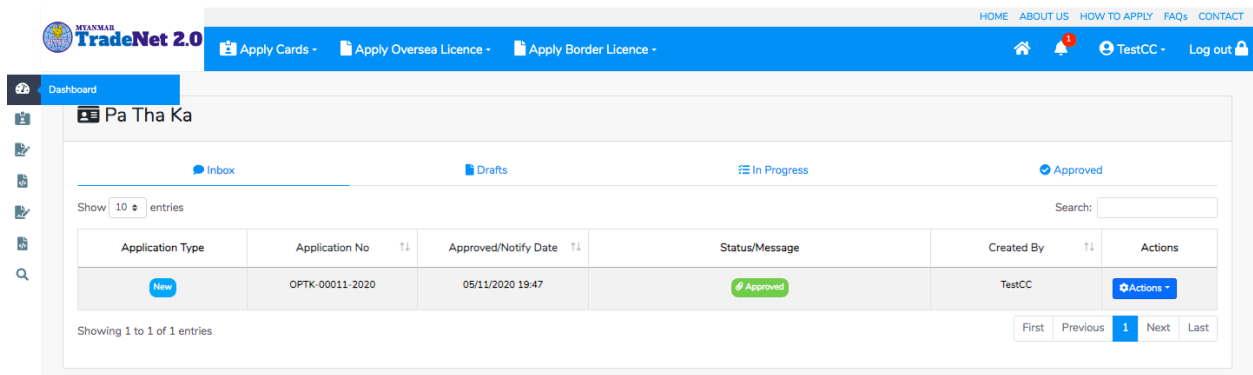 HOME ABOUT US HOW TO APPLY FAQs CONTACT
MYANMAR
TradeNet 2.0
Apply Cards Apply Oversea Licence Apply Border Licence 1 TestCC Log out
Dashboard
Pa Tha Ka
Inbox Drafts In Progress Approved
Show 10 entries Search:
Application Type Application No Approved/Notify Date Status/Message Created By Actions
New OPTK-00011-2020 05/11/2020 19:47 Approved TestCC Actions
Showing 1 to 1 of 1 entries First Previous 1 Next Last